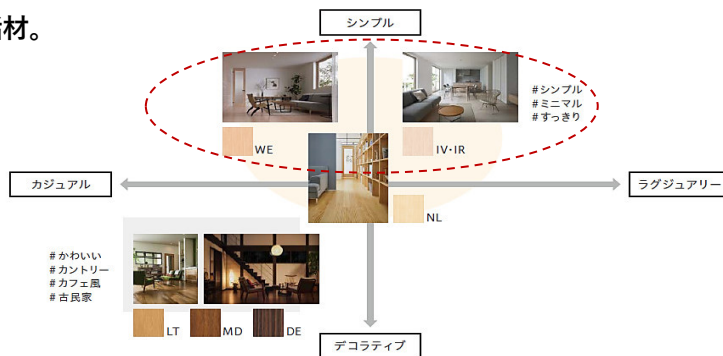 材。
シンプル
#シンプル
#ミニマル
#すっきり
WE
IV・IR
カジュアル
ラグジュアリー
NL
#かわいい
#カントリー
#カフェ風
#古民家
LT
MD
DE
デコラティブ